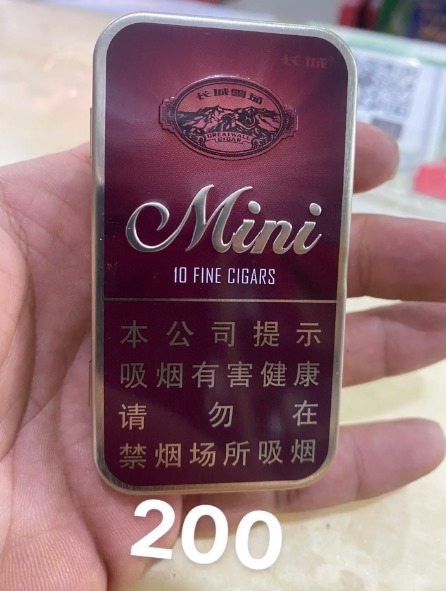 长城®
长城雪茄
GREATWALL
CIGAR
Mini
10 FINE CIGARS
本公司提示
吸烟有害健康
请勿在
禁烟场所吸烟
200